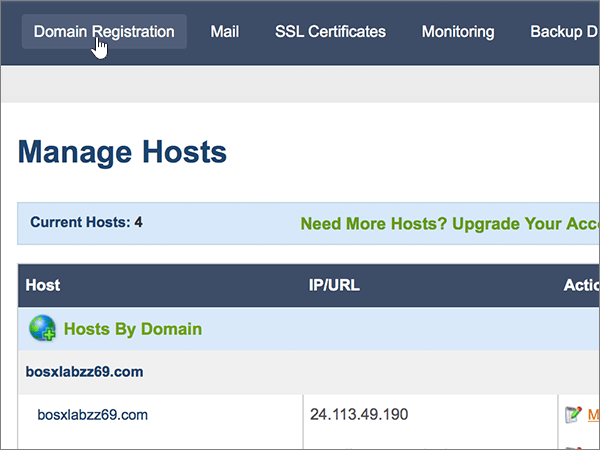 Domain Registration Mail SSL Certificates Monitoring Backup D
Manage Hosts
Current Hosts: 4 Need More Hosts? Upgrade Your Acco
Host IP/URL Actio
Hosts By Domain
bosxlabzz69.com
bosxlabzz69.com 24.113.49.190 M